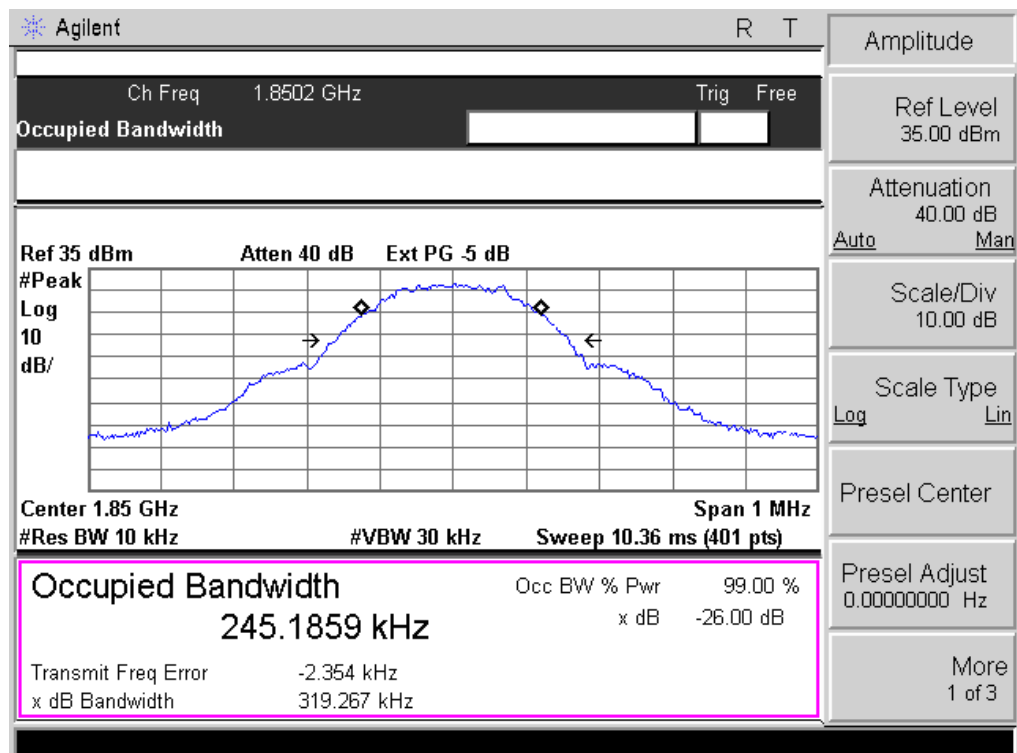 Agilent R T
Ch Freq 1.8502 GHz Trig Free
Occupied Bandwidth
Ref 35 dBm Atten 40 dB Ext PG -5 dB
#Peak
Log
10
dB/
Center 1.85 GHz Span 1 MHz
#Res BW 10 kHz #VBW 30 kHz Sweep 10.36 ms (401 pts)
Occupied Bandwidth Occ BW % Pwr 99.00 %
245.1859 kHz x dB -26.00 dB
Transmit Freq Error -2.354 kHz
x dB Bandwidth 319.267 kHz
Amplitude
Ref Level
35.00 dBm
Attenuation
40.00 dB
Auto Man
Scale/Div
10.00 dB
Scale Type
Log Lin
Presel Center
Presel Adjust
0.00000000 Hz
More
1 of 3